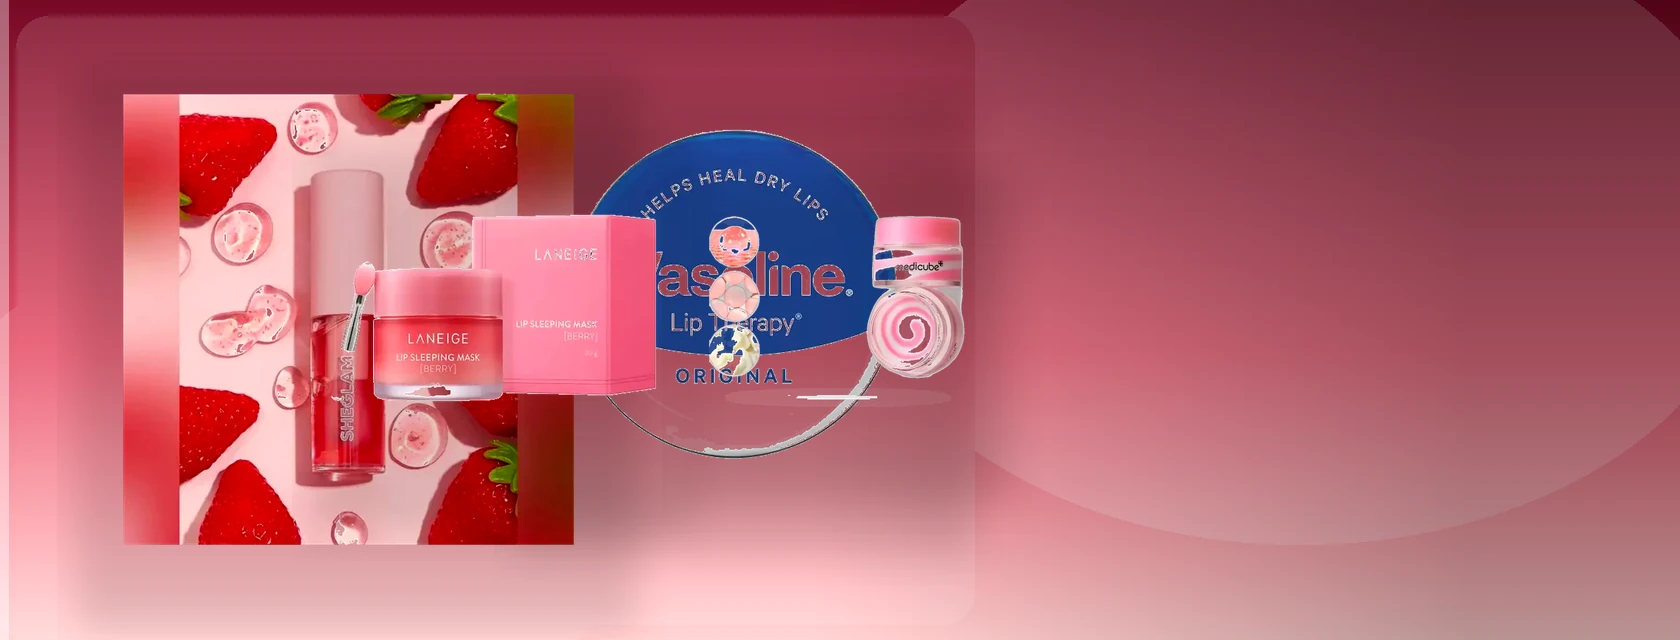 HELPS HEAL DRY LIPS
Vaseline®
Lip Therapy®
ORIGINAL
LANEIGE
LIP SLEEPING MASK
[BERRY]
LANEIGE
LIP SLEEPING MASK
[BERRY]
SHEGLAM
medicube